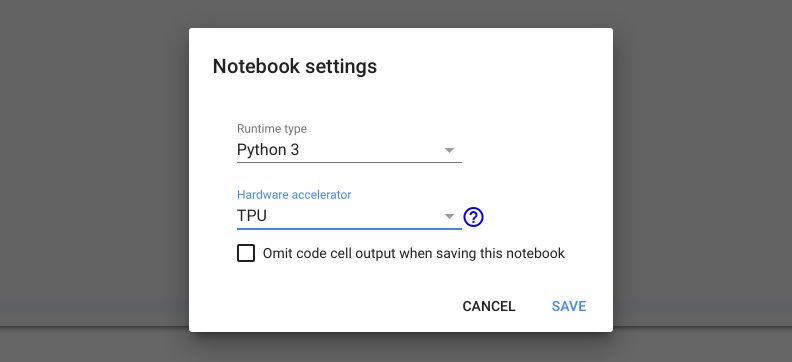 Notebook settings
Runtime type
Python 3
Hardware accelerator
TPU
?
Omit code cell output when saving this notebook
CANCEL SAVE